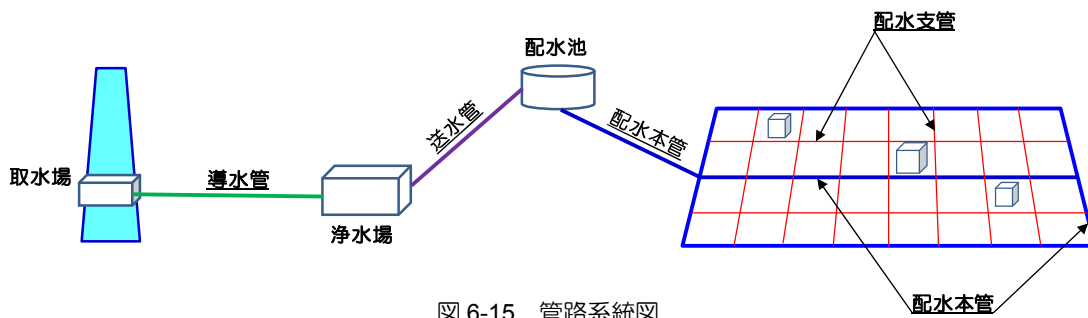 配水支管
配水池
送水管
配水本管
取水場
導水管
浄水場
配水本管
図 6-15 管路系統図